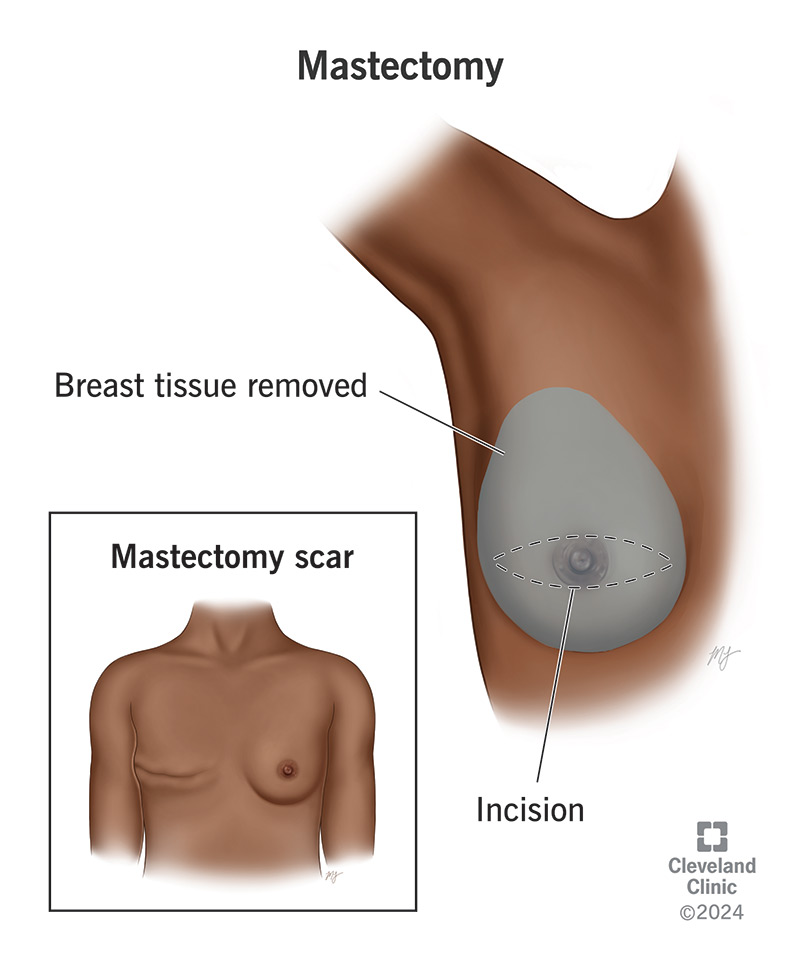 Mastectomy
Breast tissue removed
Mastectomy scar
Incision
Cleveland
Clinic
©2024